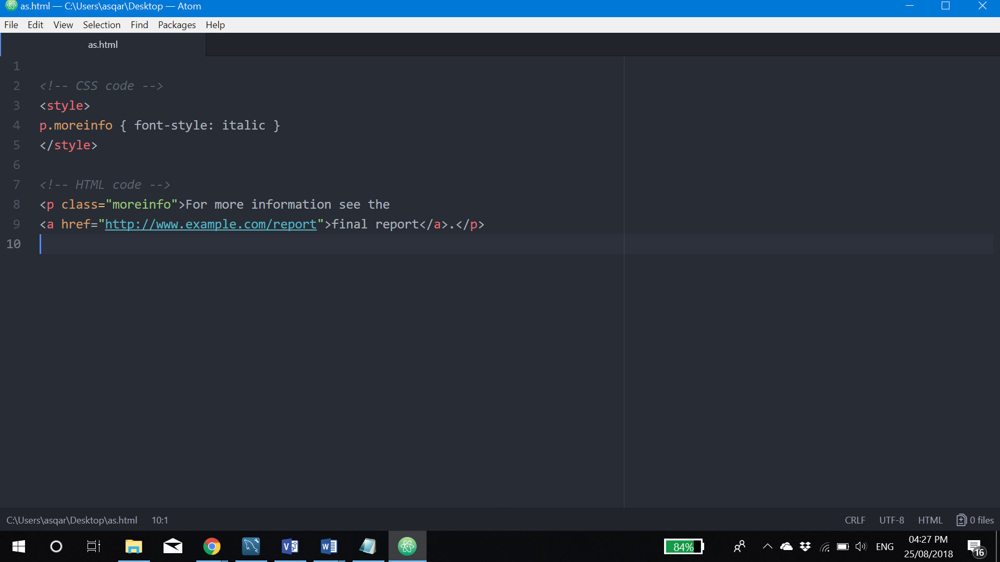 as.html — C:\Users\asqar\Desktop — Atom
File Edit View Selection Find Packages Help
as.html
1
2 <!-- CSS code -->
3 <style>
4 p.moreinfo { font-style: italic }
5 </style>
6
7 <!-- HTML code -->
8 <p class="moreinfo">For more information see the
9 <a href="http://www.example.com/report">final report</a>.</p>
10
C:\Users\asqar\Desktop\as.html 10:1 CRLF UTF-8 HTML 0 files
84% ENG 04:27 PM
25/08/2018
16